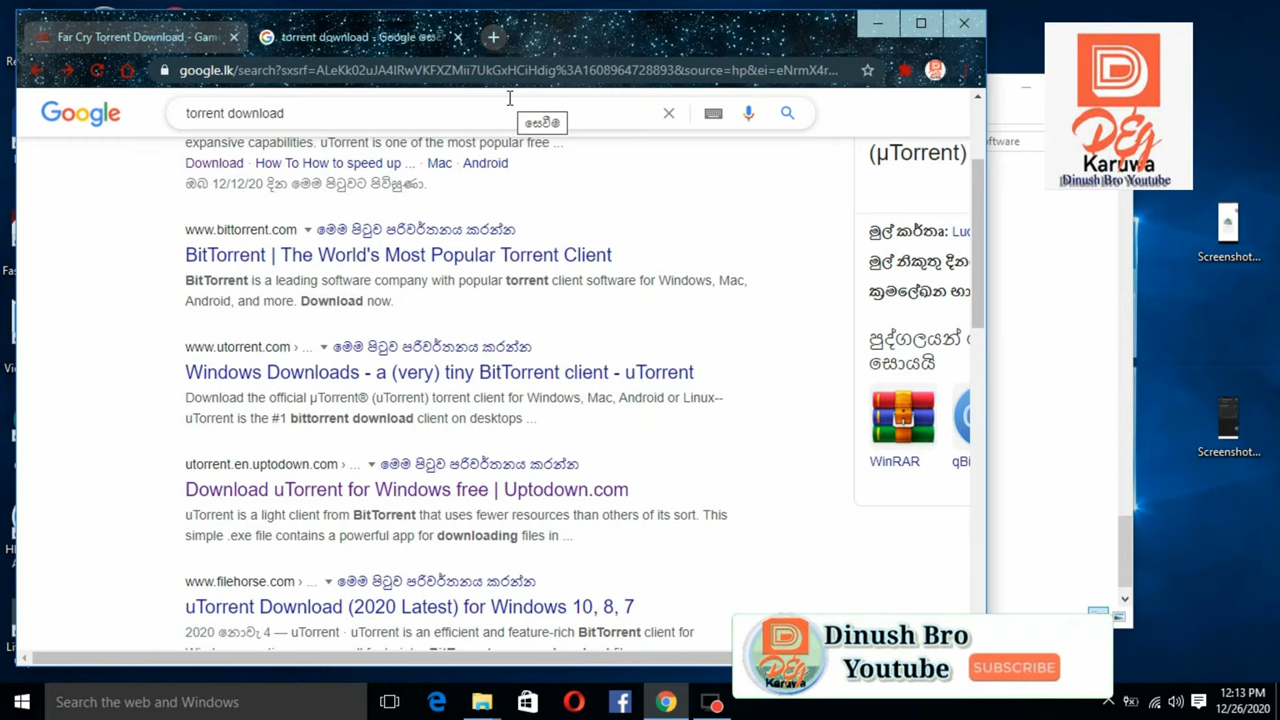 Far Cry Torrent Download - Gam
torrent download - Google
google.lk/search?sxsrf=ALeKk02uJA4lRwVKFXZMii7UkGxHCiHdig%3A1608964728893&source=hp&ei=eNrmX4r...
Google
torrent download
සෙවීම
expansive capabilities. uTorrent is one of the most popular free ...
Download · How To How to speed up ... · Mac · Android
ඔබ 12/12/20 දින මෙම පිටුවට පිවිසුණා.
www.bittorrent.com ▾ මෙම පිටුව පරිවර්තනය කරන්න
BitTorrent | The World's Most Popular Torrent Client
BitTorrent is a leading software company with popular torrent client software for Windows, Mac,
Android, and more. Download now.
www.utorrent.com › ... ▾ මෙම පිටුව පරිවර්තනය කරන්න
Windows Downloads - a (very) tiny BitTorrent client - uTorrent
Download the official µTorrent® (uTorrent) torrent client for Windows, Mac, Android or Linux--
uTorrent is the #1 bittorrent download client on desktops ...
utorrent.en.uptodown.com › ... ▾ මෙම පිටුව පරිවර්තනය කරන්න
Download uTorrent for Windows free | Uptodown.com
uTorrent is a light client from BitTorrent that uses fewer resources than others of its sort. This
simple .exe file contains a powerful app for downloading files in ...
www.filehorse.com › ... ▾ මෙම පිටුව පරිවර්තනය කරන්න
uTorrent Download (2020 Latest) for Windows 10, 8, 7
2020 නොවැ 4 — uTorrent · uTorrent is an efficient and feature-rich BitTorrent client for
(µTorrent)
මුල් කර්තෘ: Luc
මුල් නිකුතු දින
ක්‍රමලේඛන භා
පුද්ගලයන්
සොයයි
WinRAR
qBi
ftware
D
D&g
Karuwa
Dinush Bro Youtube
Screenshot...
Screenshot...
Dinush Bro
Youtube
SUBSCRIBE
Search the web and Windows
12:13 PM
12/26/2020